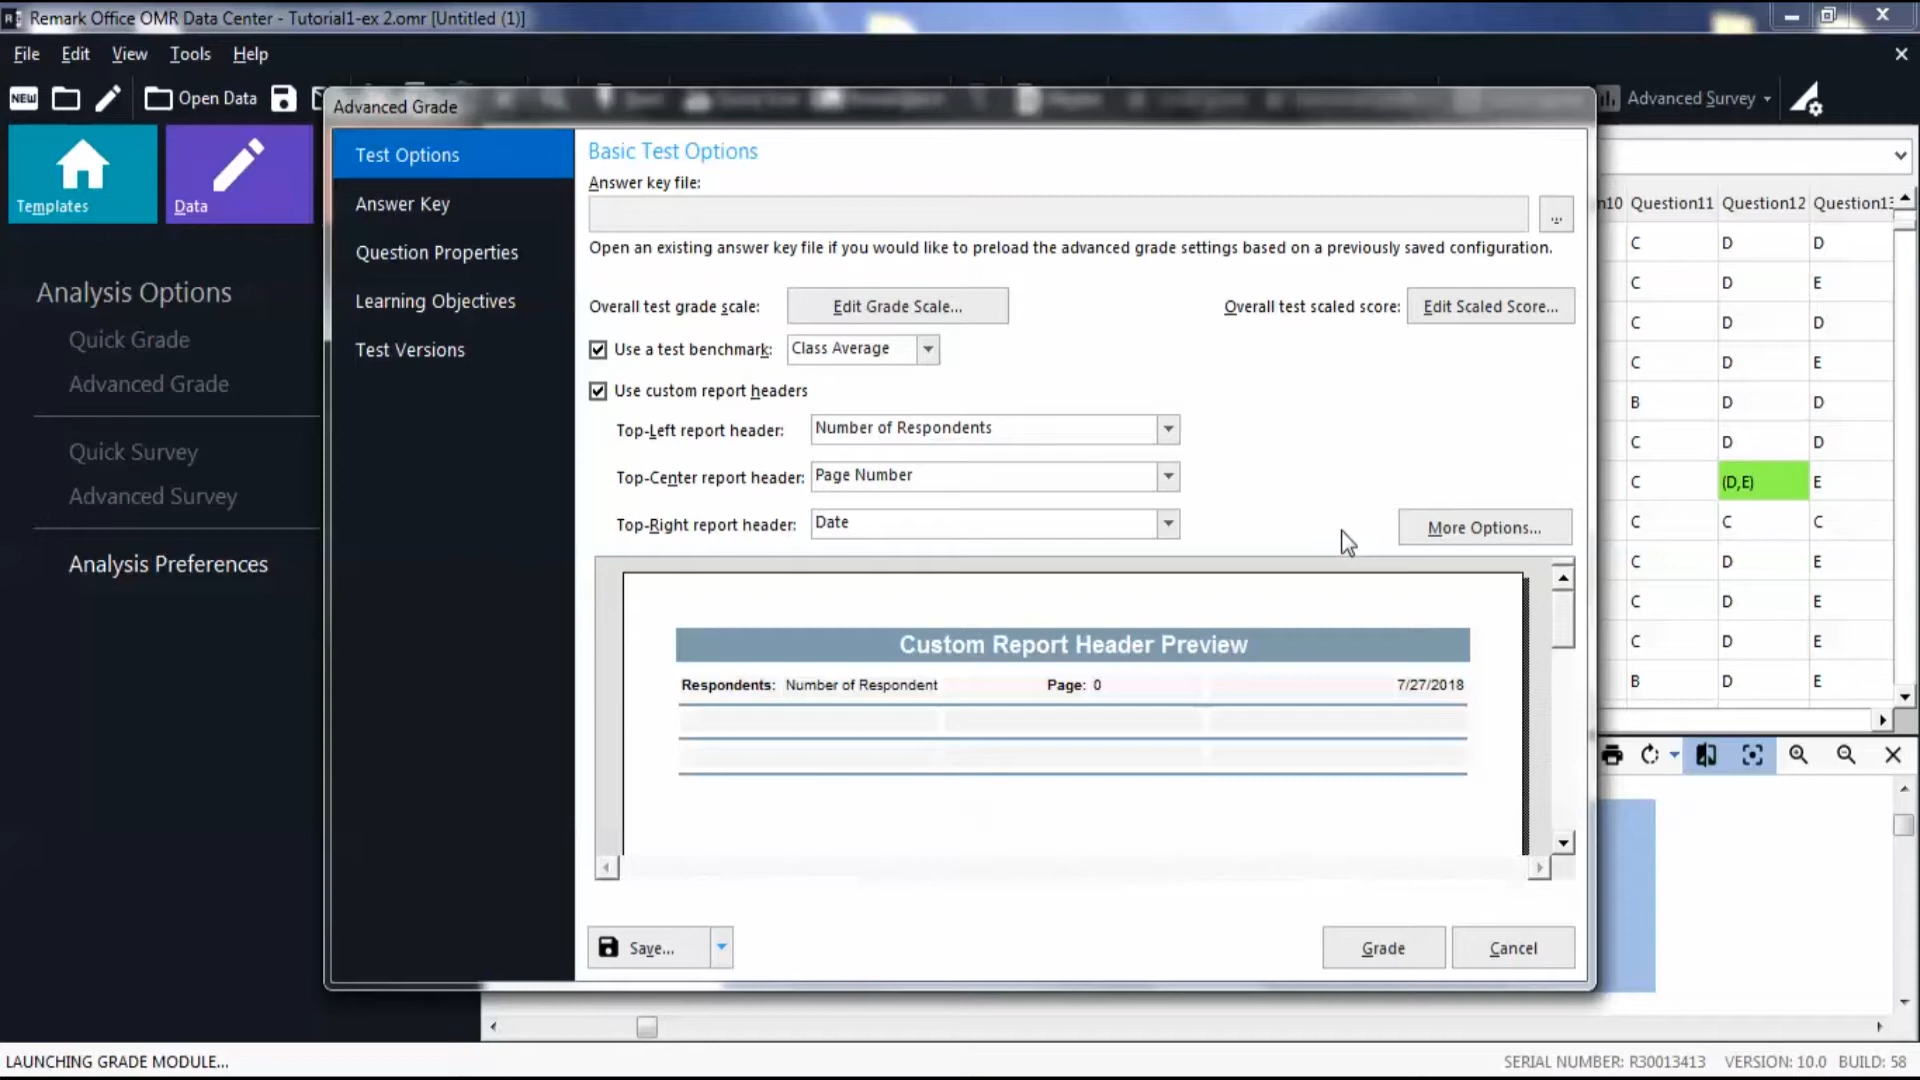 Remark Office OMR Data Center - Tutorial1-ex 2.omr [Untitled (1)]
File Edit View Tools Help
NEW Open Data Advanced Survey
Templates
Data
Analysis Options
Quick Grade
Advanced Grade
Quick Survey
Advanced Survey
Analysis Preferences
Advanced Grade
Test Options
Answer Key
Question Properties
Learning Objectives
Test Versions
Basic Test Options
Answer key file:
...
Open an existing answer key file if you would like to preload the advanced grade settings based on a previously saved configuration.
Overall test grade scale: Edit Grade Scale... Overall test scaled score: Edit Scaled Score...
Use a test benchmark: Class Average
Use custom report headers
Top-Left report header: Number of Respondents
Top-Center report header: Page Number
Top-Right report header: Date
More Options...
Custom Report Header Preview
Respondents: Number of Respondent Page: 0 7/27/2018
Save... Grade Cancel
n10 Question11 Question12 Question13
C D D
C D E
C D D
C D E
B D D
C D D
C (D,E) E
C C C
C D E
C D E
C D E
B D E
LAUNCHING GRADE MODULE... SERIAL NUMBER: R30013413 VERSION: 10.0 BUILD: 58